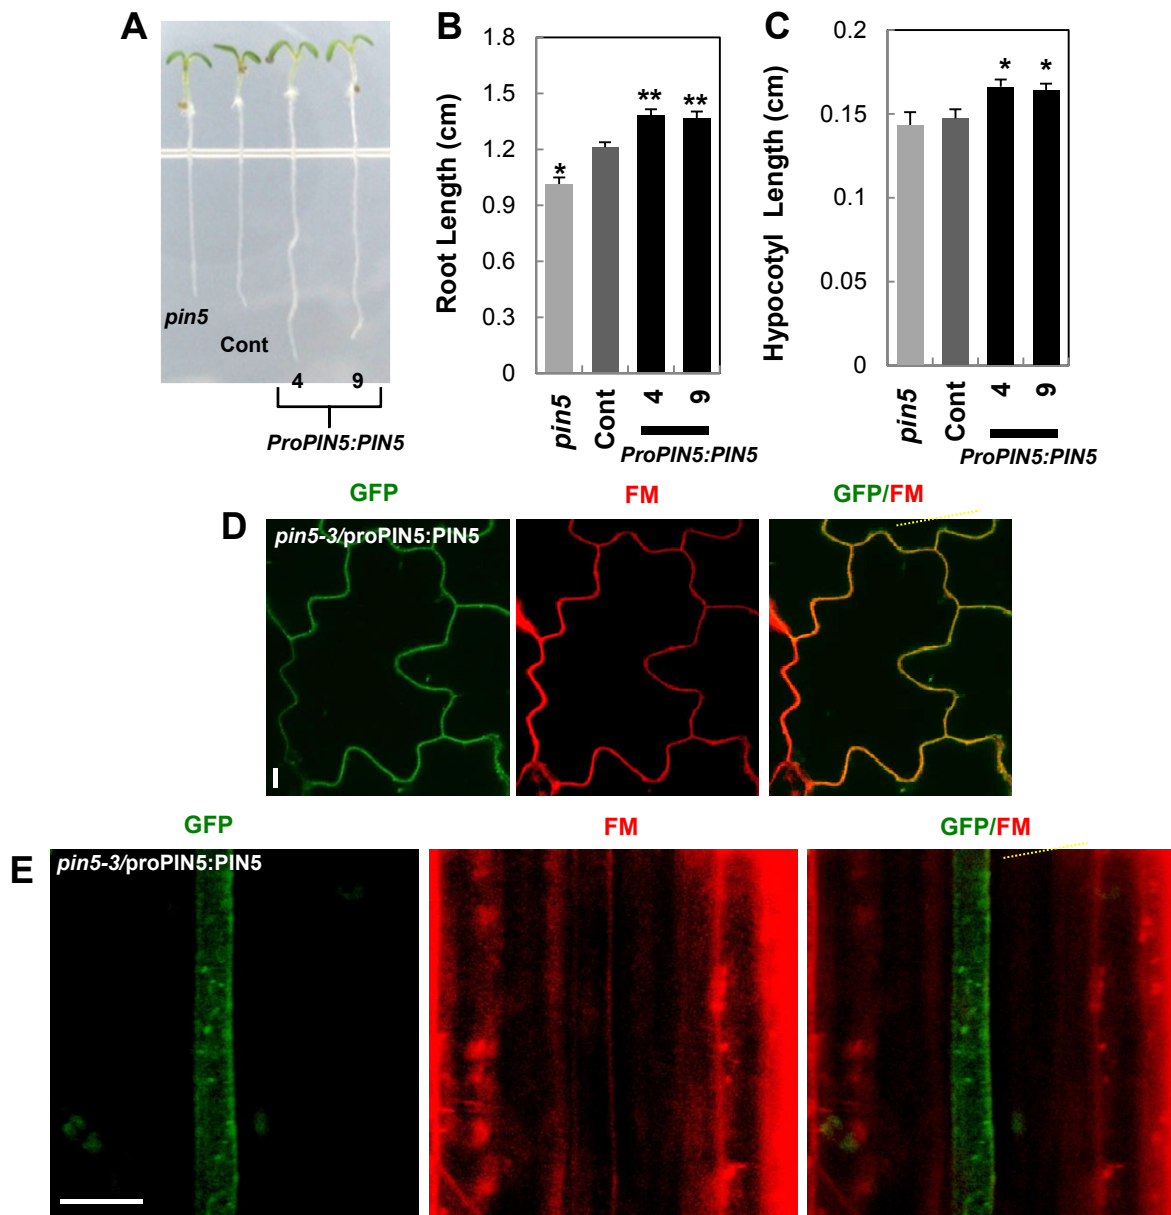 A
pin5
Cont
4 9
ProPIN5:PIN5
B
Root Length (cm)
1.8
1.5
1.2
0.9
0.6
0.3
0
*
**
**
pin5
Cont
4
9
ProPIN5:PIN5
C
Hypocotyl Length (cm)
0.2
0.15
0.1
0.05
0
*
*
pin5
Cont
4
9
ProPIN5:PIN5
D
GFP
FM
GFP/FM
pin5-3/proPIN5:PIN5
E
GFP
FM
GFP/FM
pin5-3/proPIN5:PIN5